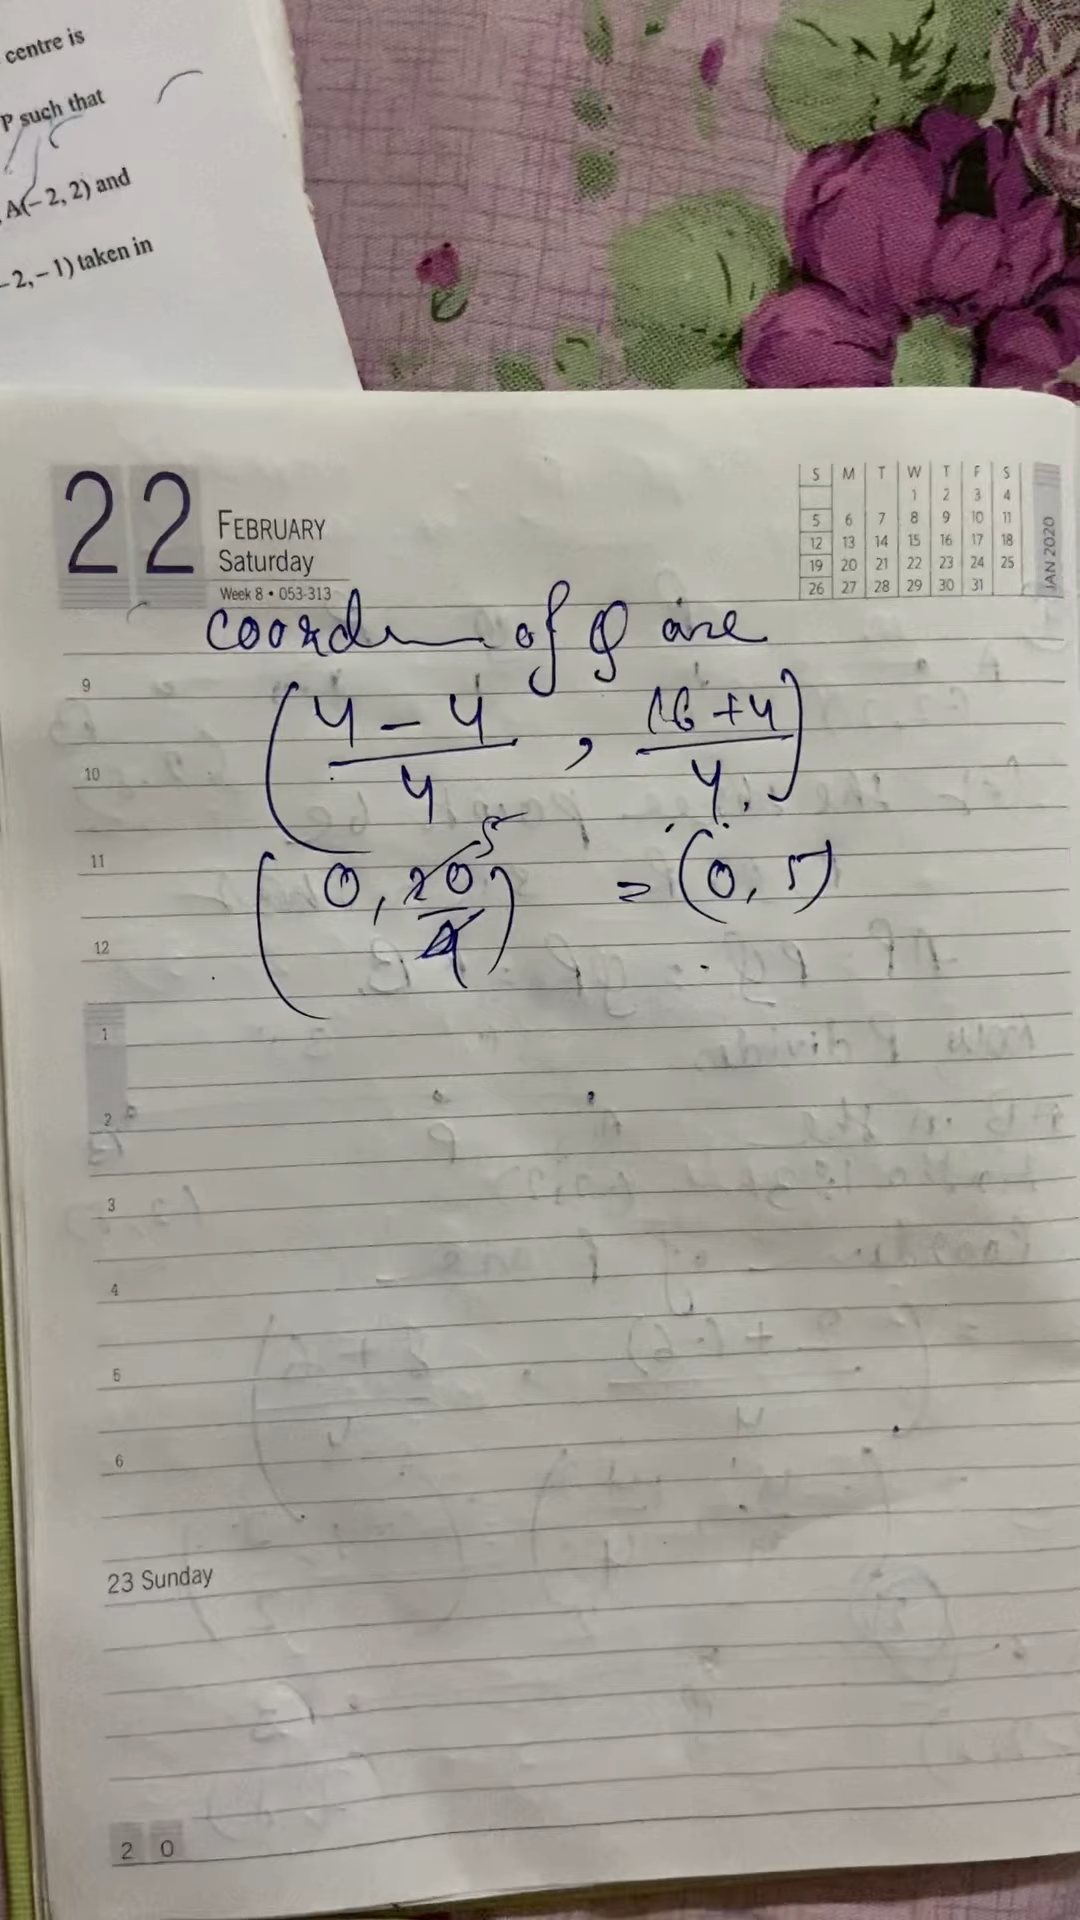 centre is
P such that
A(– 2, 2) and
– 2, – 1) taken in
22
FEBRUARY
Saturday
Week 8 • 053-313
S M T W T F S
1 2 3 4
5 6 7 8 9 10 11
12 13 14 15 16 17 18
19 20 21 22 23 24 25
26 27 28 29 30 31
JAN 2020
of Q are
9
(4 – 4 / 4 , 16 + 4 / 4)
10
11
(0, 20/4) 5 = (0, 5)
12
1
2
3
4
5
6
23 Sunday
2 0